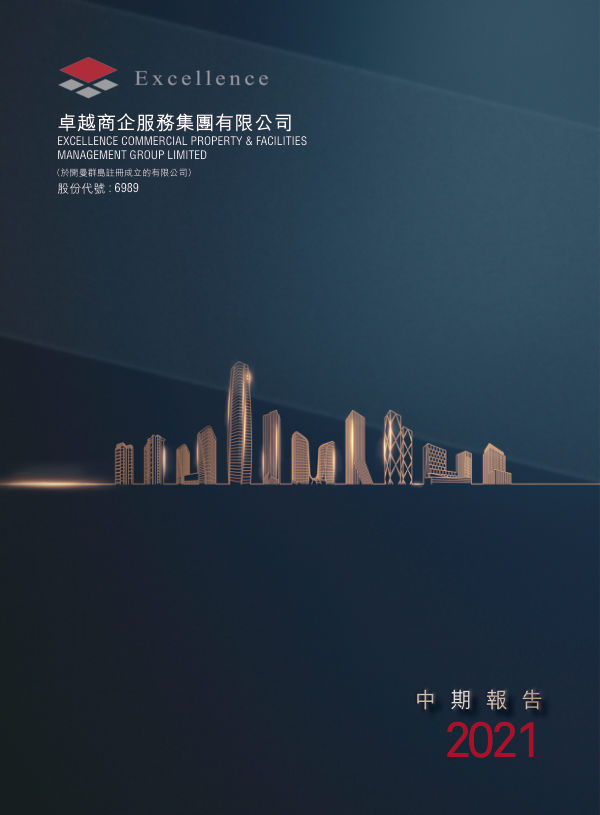 Excellence
卓越商企服務集團有限公司
EXCELLENCE COMMERCIAL PROPERTY & FACILITIES
MANAGEMENT GROUP LIMITED
(於開曼群島註冊成立的有限公司)
股份代號 : 6989
中期報告
2021